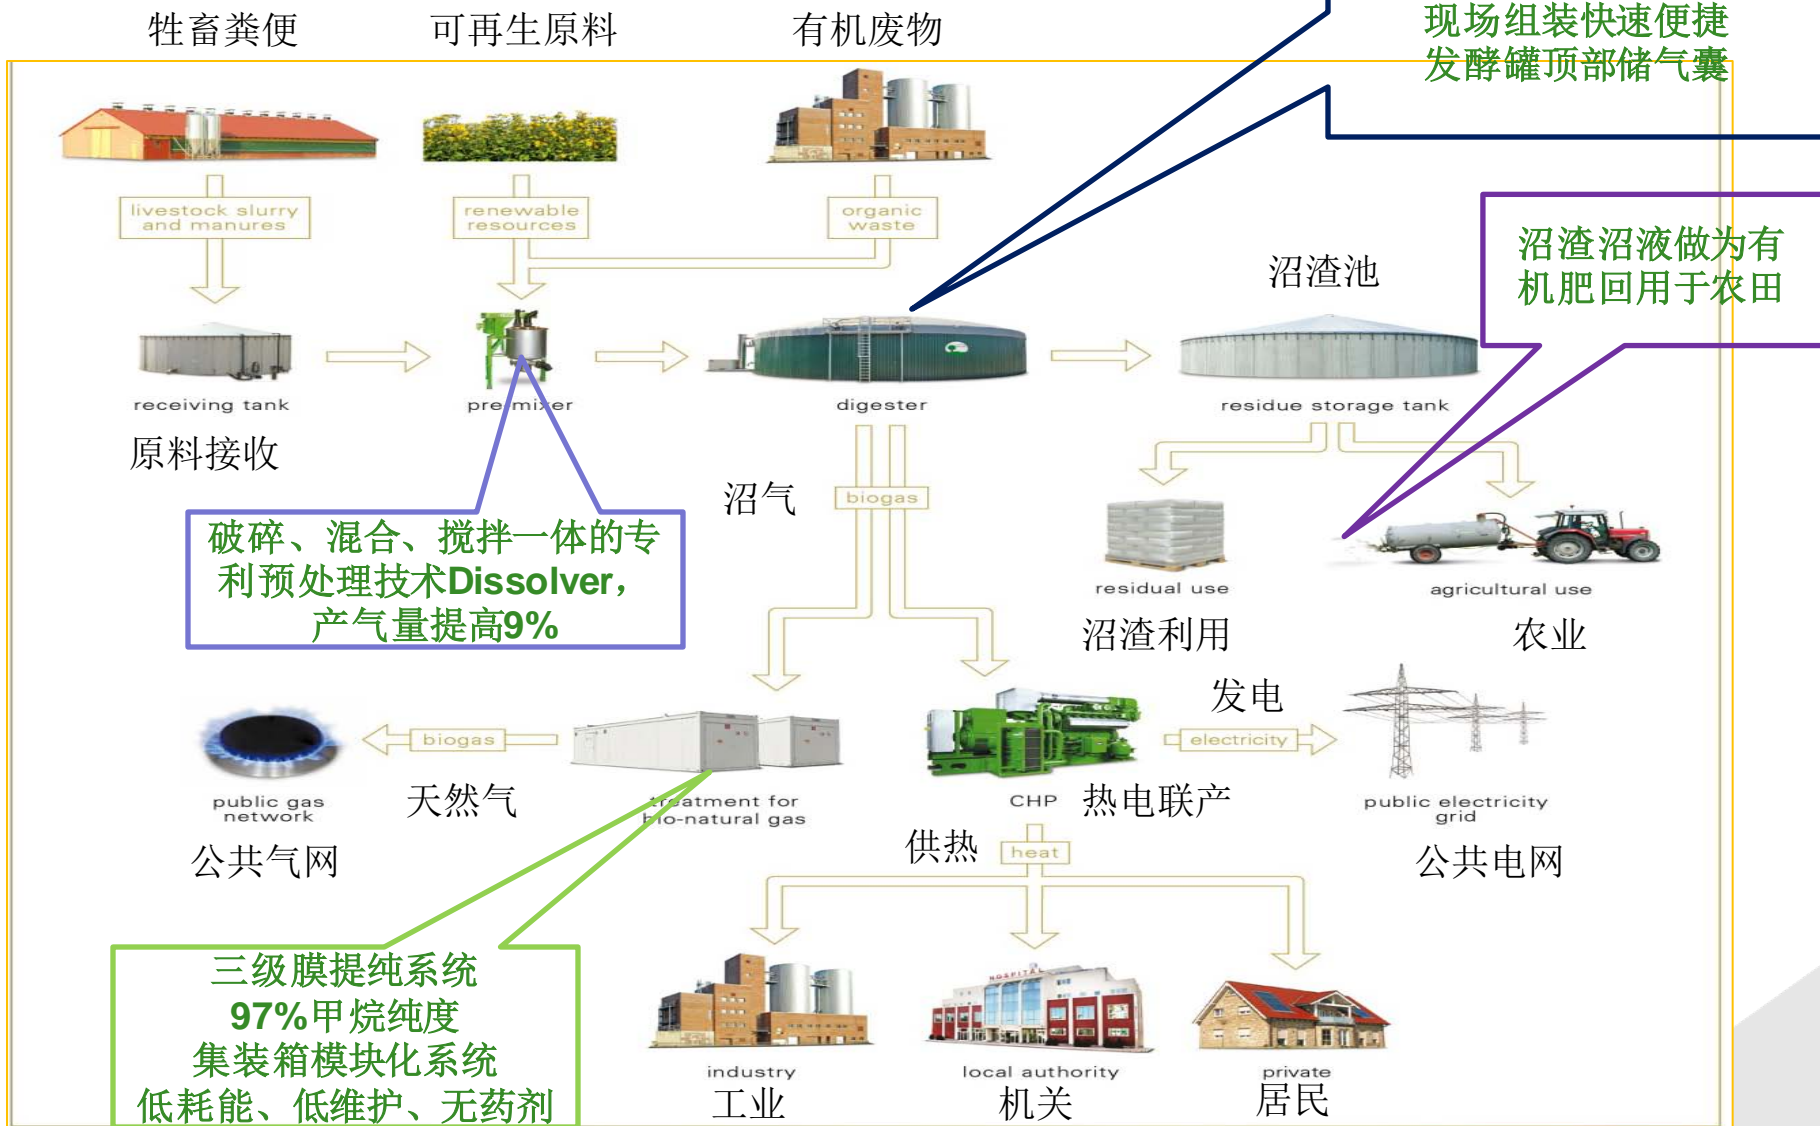 牲畜粪便
可再生原料
有机废物
现场组装快速便捷
发酵罐顶部储气囊
livestock slurry
and manures
renewable
resources
organic
waste
沼渣沼液做为有
机肥回用于农田
沼渣池
receiving tank
pre-mixer
digester
residue storage tank
原料接收
沼气
biogas
破碎、混合、搅拌一体的专
利预处理技术Dissolver，
产气量提高9%
residual use
agricultural use
沼渣利用
农业
发电
biogas
electricity
public gas
network
天然气
treatment for
bio-natural gas
CHP
热电联产
public electricity
grid
公共气网
供热
heat
公共电网
三级膜提纯系统
97%甲烷纯度
集装箱模块化系统
低耗能、低维护、无药剂
HOSPITAL
industry
local authority
private
工业
机关
居民